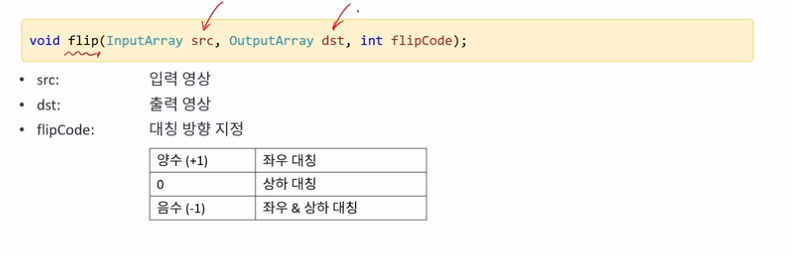 void flip(InputArray src, OutputArray dst, int flipCode);
• src: 입력 영상
• dst: 출력 영상
• flipCode: 대칭 방향 지정
양수 (+1) 좌우 대칭
0 상하 대칭
음수 (-1) 좌우 & 상하 대칭